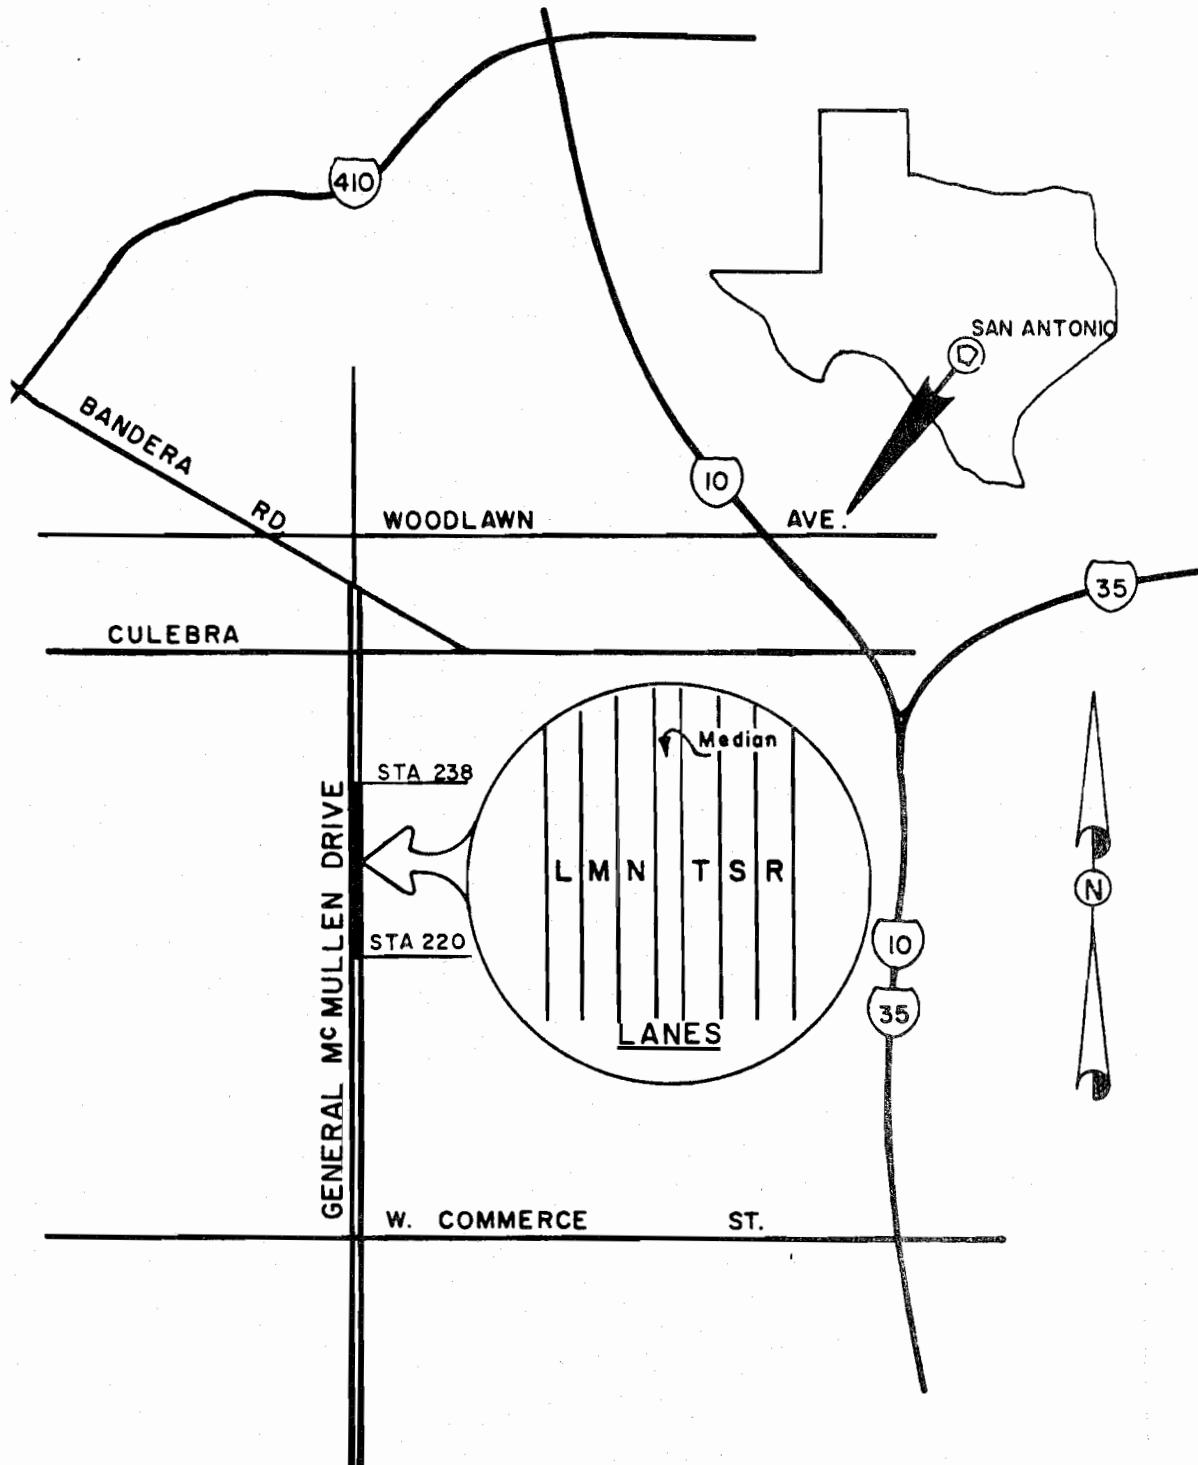 410
SAN ANTONIO
BANDERA RD
10
WOODLAWN AVE.
35
CULEBRA
Median
STA 238
GENERAL McMULLEN DRIVE
L M N T S R
N
STA 220
10
35
LANES
W. COMMERCE ST.